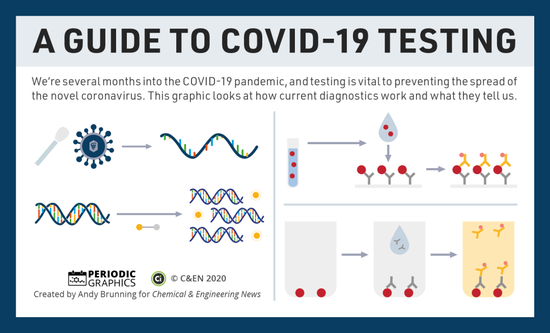 A GUIDE TO COVID-19 TESTING
We're several months into the COVID-19 pandemic, and testing is vital to preventing the spread of
the novel coronavirus. This graphic looks at how current diagnostics work and what they tell us.
PERIODIC
GRAPHICS
Ci © C&EN 2020
Created by Andy Brunning for Chemical & Engineering News